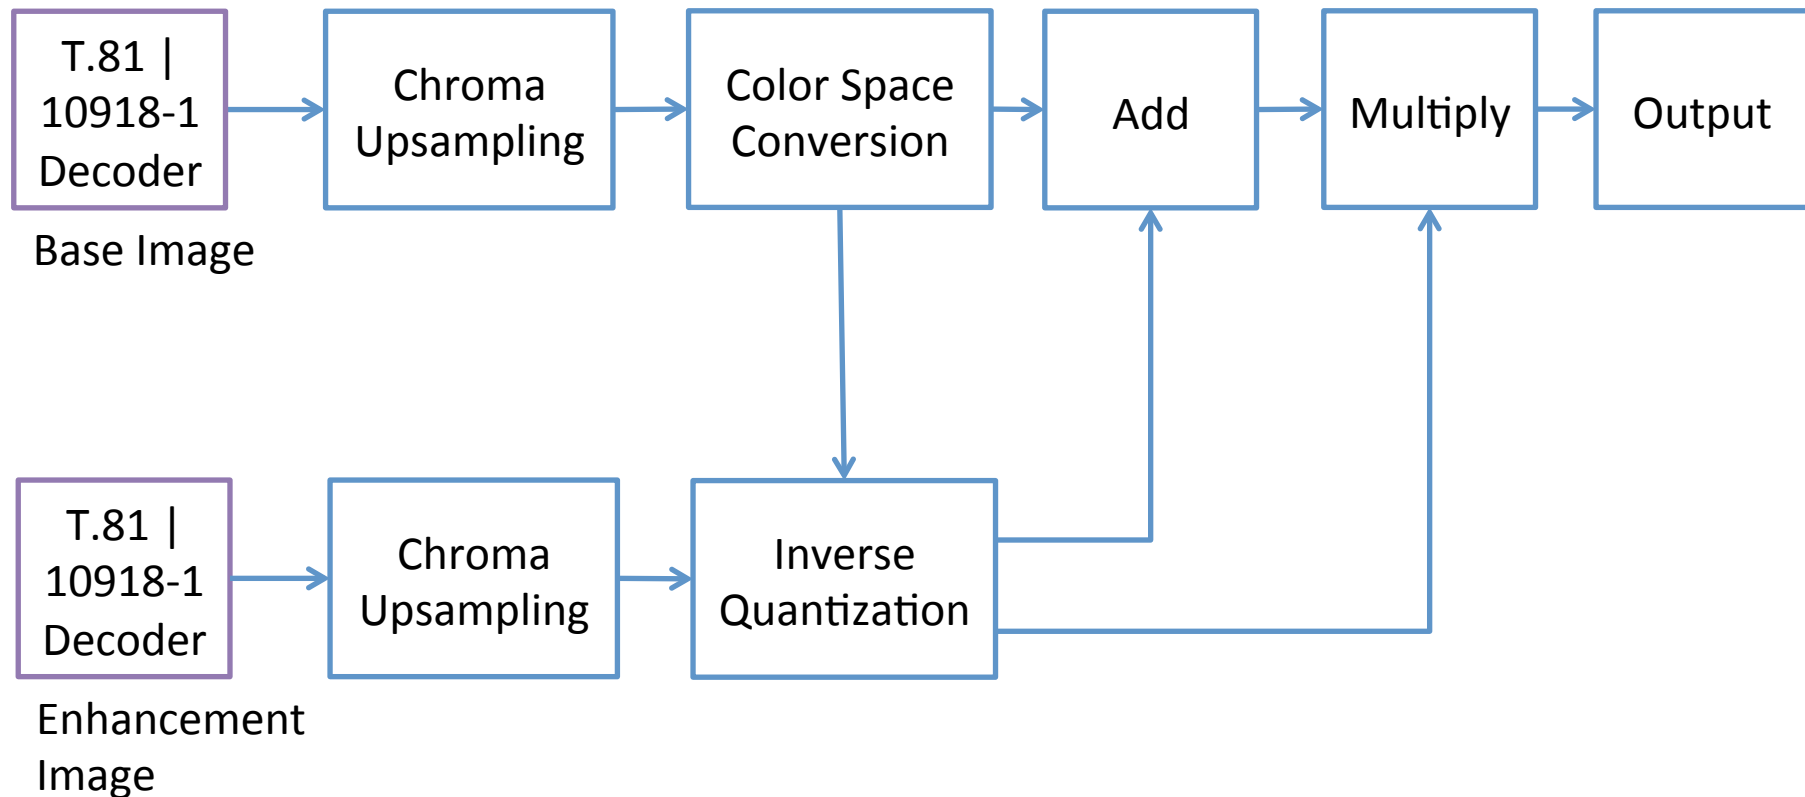 T.81 |
10918-1
Decoder
Base Image
Chroma
Upsampling
Color Space
Conversion
Add
Multiply
Output
T.81 |
10918-1
Decoder
Enhancement
Image
Chroma
Upsampling
Inverse
Quantization